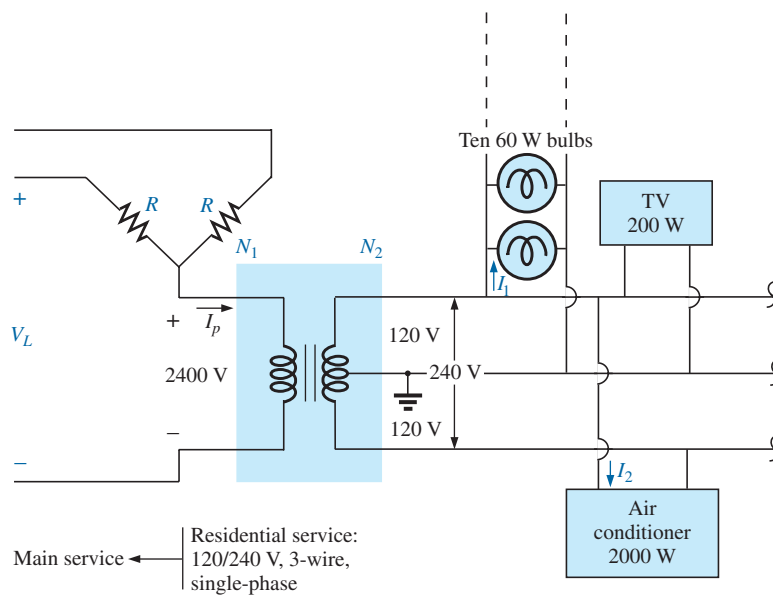 Ten 60 W bulbs
TV
200 W
+
R
R
N1
N2
I1
+
Ip
VL
2400 V
120 V
240 V
120 V
–
–
I2
Air
conditioner
2000 W
Main service
Residential service:
120/240 V, 3-wire,
single-phase